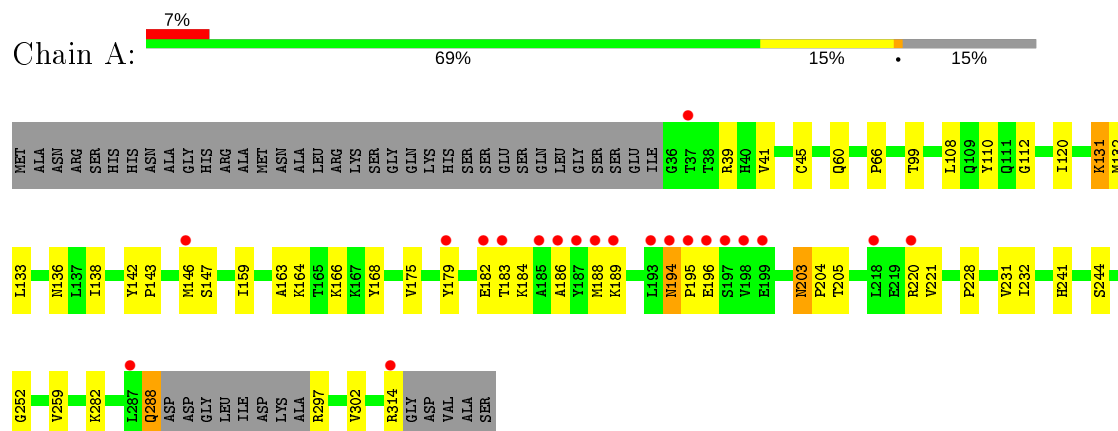 7%
Chain A:
69% 15% • 15%
MET ALA ASN ARG SER HIS HIS ASN ALA GLY HIS ARG ALA MET ASN ALA LEU ARG LYS SER GLY GLN LYS HIS SER SER GLU SER GLN LEU GLY SER SER GLU ILE G36 T37 T38 R39 H40 V41 C45 Q60 P66 T99 L108 Q109 Y110 Q111 G112 I120 K131 M132
L133 N136 L137 I138 Y142 P143 M146 S147 I159 A163 K164 T165 K166 K167 Y168 V175 Y179 E182 T183 K184 A185 A186 Y187 M188 K189 L193 N194 P195 E196 S197 V198 E199 N203 P204 T205 L218 E219 R220 V221 P228 V231 I232 H241 S244
G252 V259 K282 L287 Q288 ASP ASP GLY LEU ILE ASP LYS ALA R297 V302 R314 GLY ASP VAL ALA SER